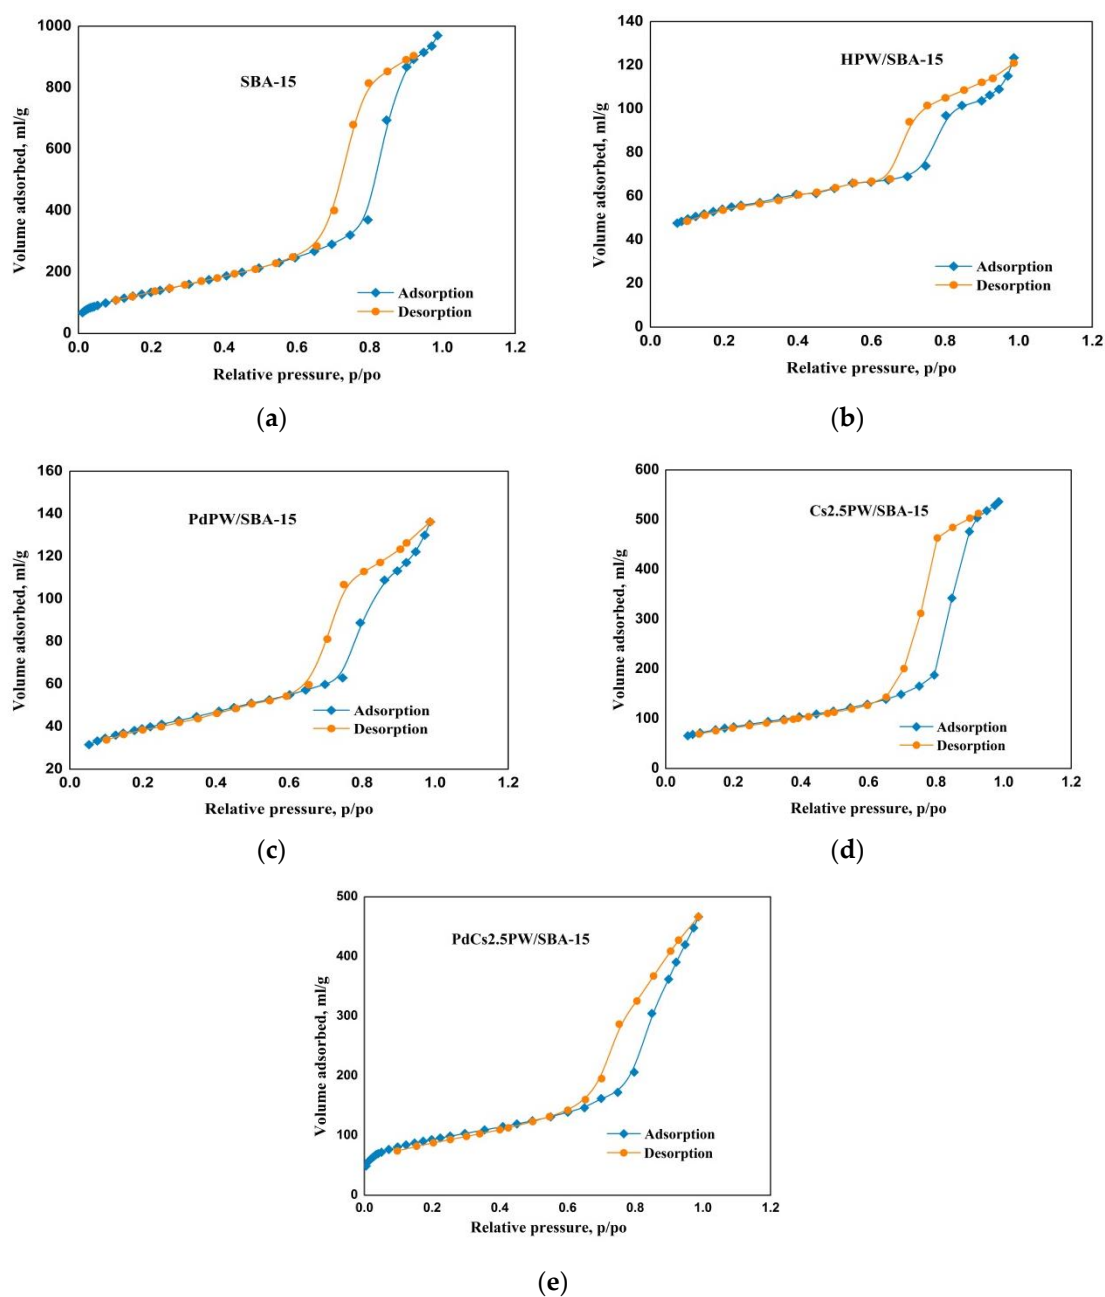 SBA-15
Volume adsorbed, ml/g
1000
800
600
400
200
0
0.0 0.2 0.4 0.6 0.8 1.0 1.2
Adsorption
Desorption
Relative pressure, p/po
(a)
HPW/SBA-15
Volume adsorbed, ml/g
140
120
100
80
60
40
20
0
0.0 0.2 0.4 0.6 0.8 1.0 1.2
Adsorption
Desorption
Relative pressure, p/po
(b)
PdPW/SBA-15
Volume adsorbed, ml/g
160
140
120
100
80
60
40
20
0.0 0.2 0.4 0.6 0.8 1.0 1.2
Adsorption
Desorption
Relative pressure, p/po
(c)
Cs2.5PW/SBA-15
Volume adsorbed, ml/g
600
500
400
300
200
100
0
0.0 0.2 0.4 0.6 0.8 1.0 1.2
Adsorption
Desorption
Relative pressure, p/po
(d)
PdCs2.5PW/SBA-15
Volume adsorbed, ml/g
500
400
300
200
100
0
0.0 0.2 0.4 0.6 0.8 1.0 1.2
Adsorption
Desorption
Relative pressure, p/po
(e)